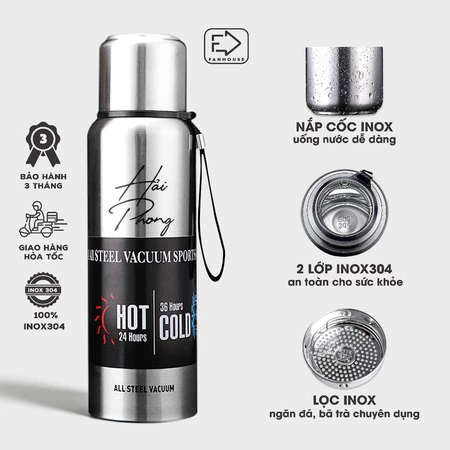 FANHOUSE
3
BẢO HÀNH
3 THÁNG
GIAO HÀNG
HỎA TỐC
INOX 304
100%
INOX304
Hải
Phong
All STEEL VACUUM SPORTS
HOT
24 Hours
36 Hours
COLD
ALL STEEL VACUUM
NẮP CỐC INOX
uống nước dễ dàng
2 LỚP INOX304
an toàn cho sức khỏe
LỌC INOX
ngăn đá, bã trà chuyên dụng